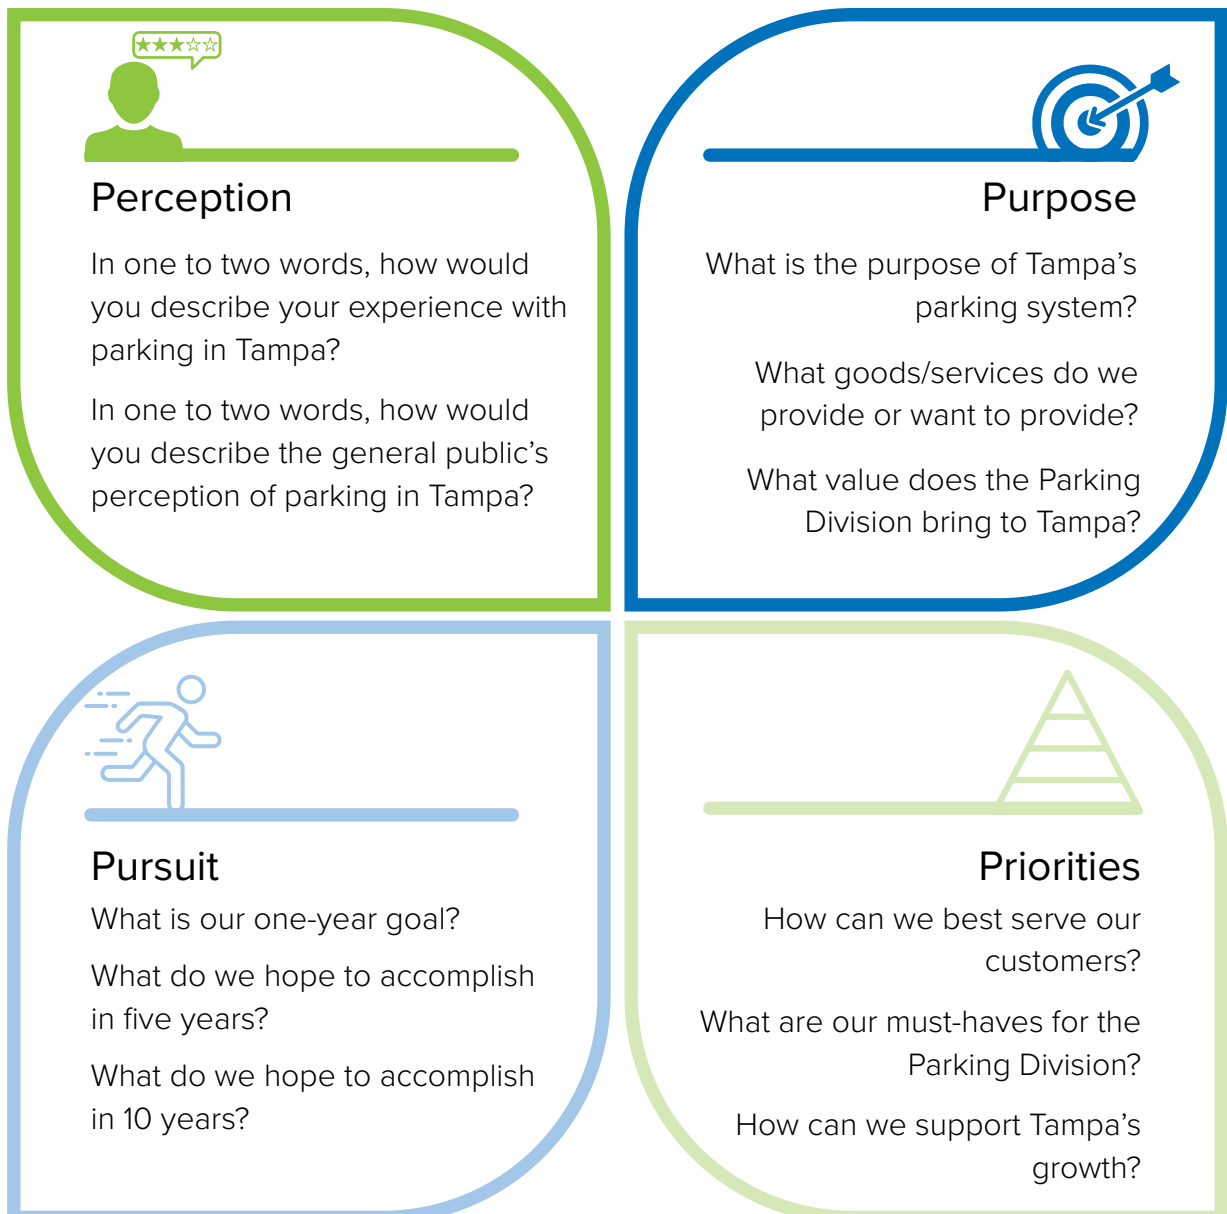 Perception
In one to two words, how would
you describe your experience with
parking in Tampa?
In one to two words, how would
you describe the general public’s
perception of parking in Tampa?
Purpose
What is the purpose of Tampa’s
parking system?
What goods/services do we
provide or want to provide?
What value does the Parking
Division bring to Tampa?
Pursuit
What is our one-year goal?
What do we hope to accomplish
in five years?
What do we hope to accomplish
in 10 years?
Priorities
How can we best serve our
customers?
What are our must-haves for the
Parking Division?
How can we support Tampa’s
growth?